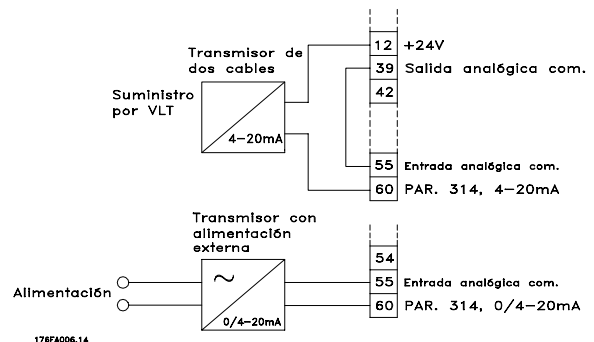 Transmisor de
dos cables
Suministro
por VLT
4-20mA
12 +24V
39 Salida analógica com.
42
55 Entrada analógica com.
60 PAR. 314, 4-20mA
Transmisor con
alimentación
externa
Alimentación
~
0/4-20mA
54
55 Entrada analógica com.
60 PAR. 314, 0/4-20mA
176FA006.14